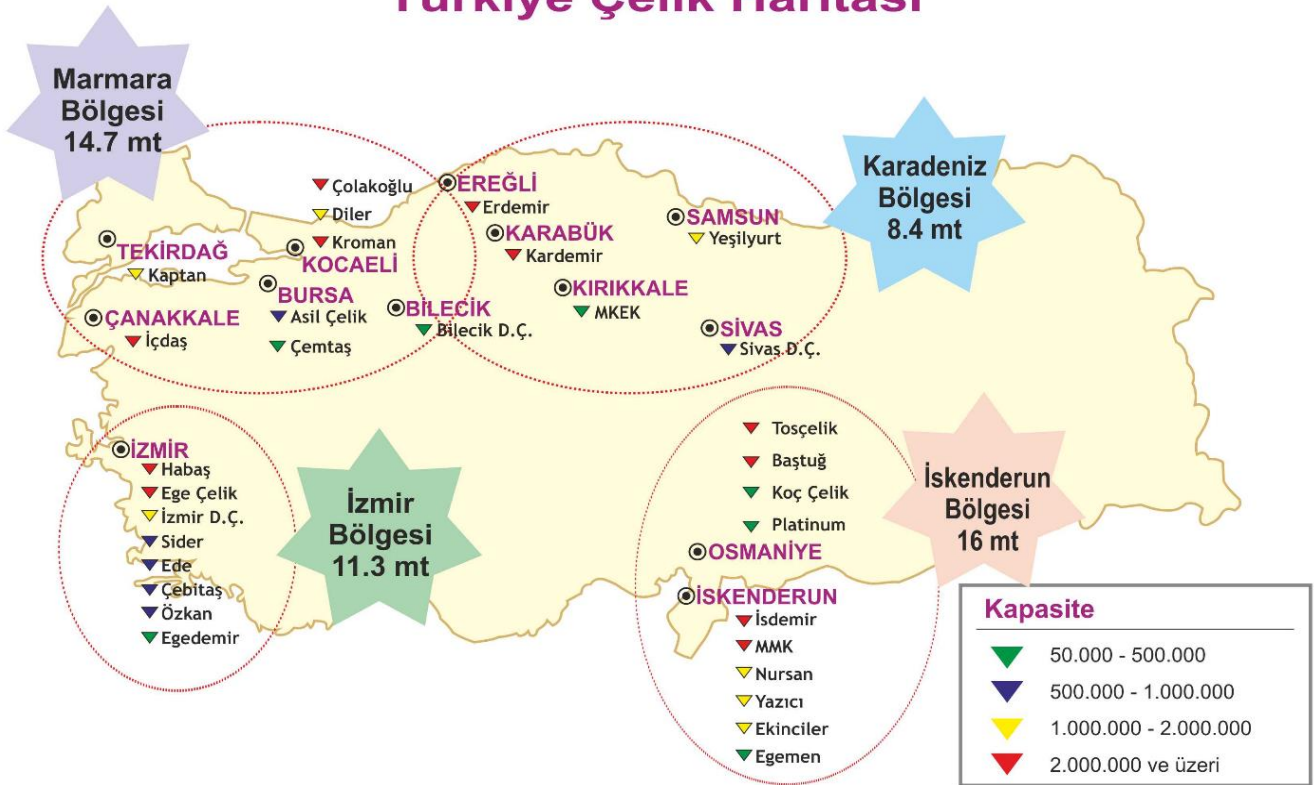 Türkiye Çelik Haritası
Marmara
Bölgesi
14.7 mt
Karadeniz
Bölgesi
8.4 mt
Çolakoğlu
Diler
Kroman
KOCAELİ
TEKİRDAĞ
Kaptan
BURSA
Asil Çelik
Çemtaş
ÇANAKKALE
İçdaş
BİLECİK
Bilecik D.Ç.
EREĞLİ
Erdemir
KARABÜK
Kardemir
SAMSUN
Yeşilyurt
KIRIKKALE
MKEK
SİVAS
Sivas D.Ç.
İZMİR
Habaş
Ege Çelik
İzmir D.Ç.
Sider
Ede
Çebitaş
Özkan
Egedemir
İzmir
Bölgesi
11.3 mt
Tosçelik
Baştuğ
Koç Çelik
Platinum
OSMANİYE
İSKENDERUN
İsdemir
MMK
Nursan
Yazıcı
Ekinciler
Egemen
İskenderun
Bölgesi
16 mt
Kapasite
50.000 - 500.000
500.000 - 1.000.000
1.000.000 - 2.000.000
2.000.000 ve üzeri